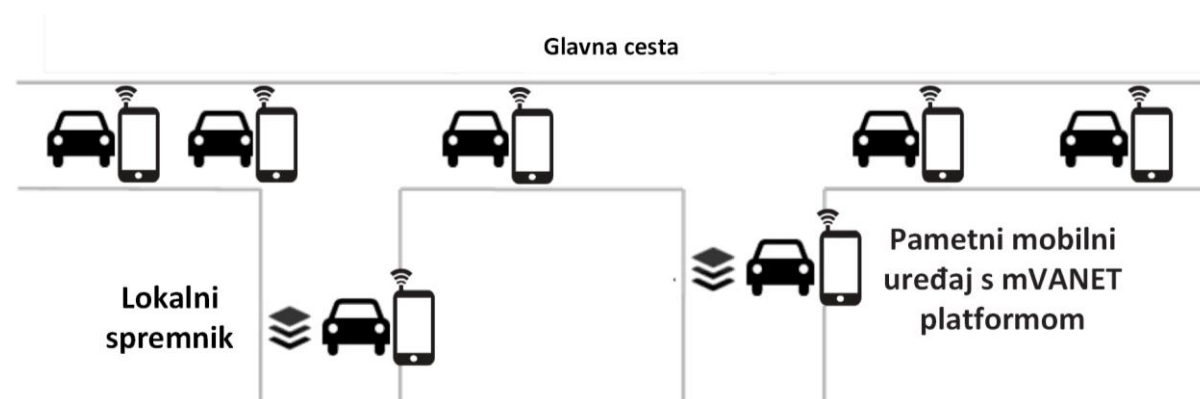 Glavna cesta
Lokalni
spremnik
Pametni mobilni
uređaj s mVANET
platformom